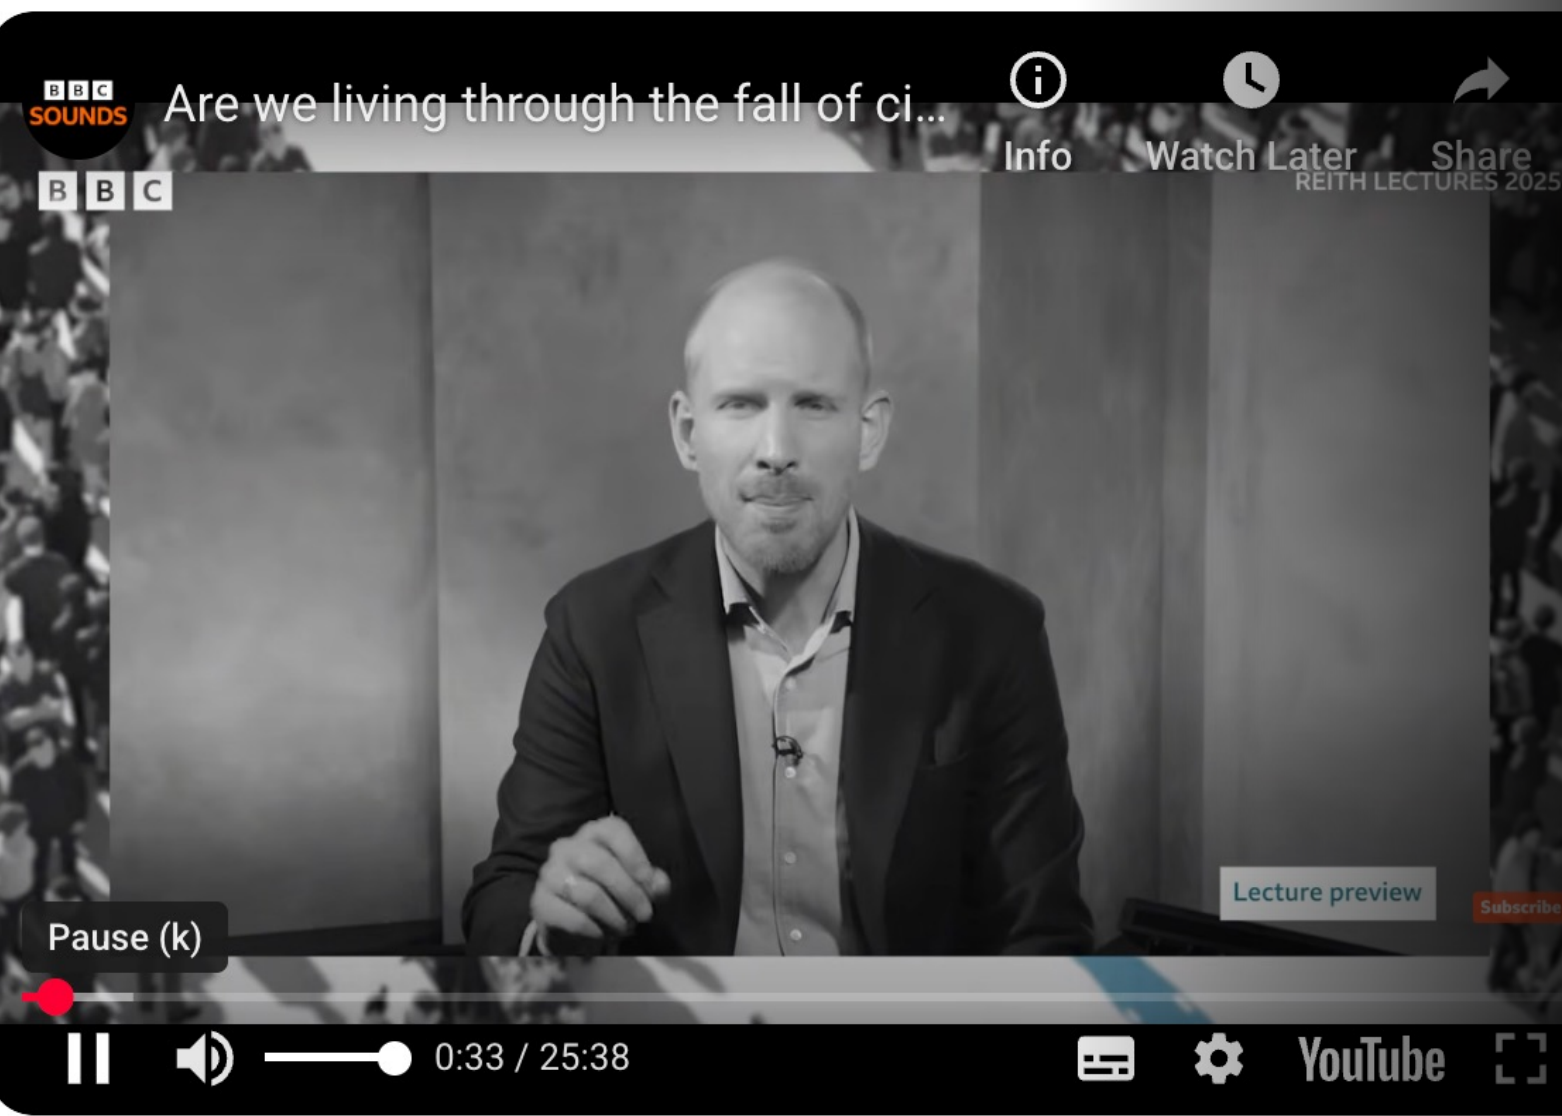 BBC
SOUNDS
Are we living through the fall of ci...
Info
Watch Later
Share
BBC
REITH LECTURES 2025
Lecture preview
Subscribe
Pause (k)
0:33 / 25:38
YouTube